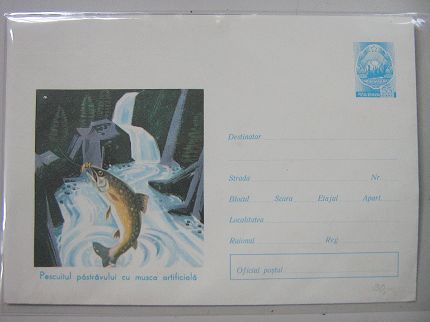 Destinatar
Strada Nr.
Blocul Scara Etajul Apart.
Localitatea
Raionul Reg.
Oficiul poștal
Pescuitul păstrăvului cu musca artificială